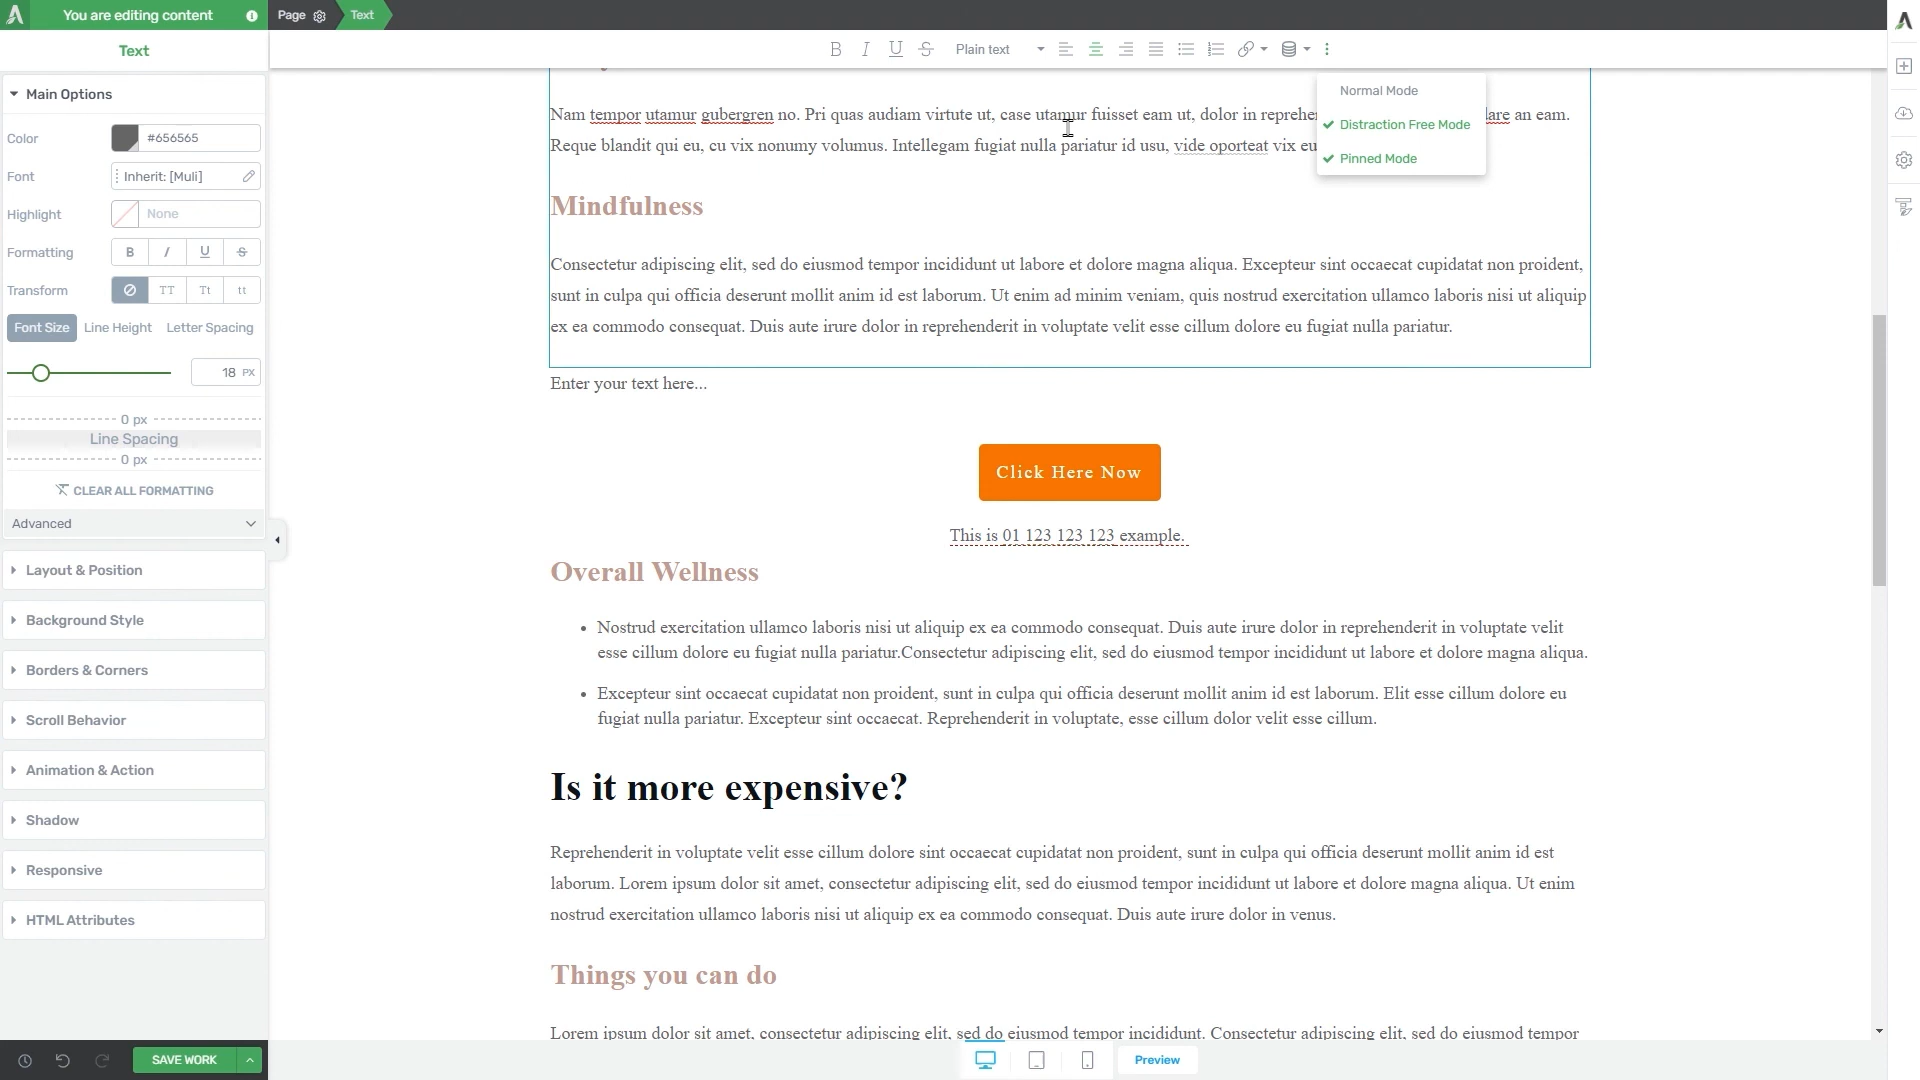 You are editing content
Page
Text
Text
Plain text
Normal Mode
Distraction Free Mode
Pinned Mode
Main Options
Color
#656565
Font
Inherit: [Muli]
Highlight
None
Formatting
B
I
U
S
Transform
TT
Tt
tt
Font Size
Line Height
Letter Spacing
18 PX
0 px
Line Spacing
0 px
CLEAR ALL FORMATTING
Advanced
Layout & Position
Background Style
Borders & Corners
Scroll Behavior
Animation & Action
Shadow
Responsive
HTML Attributes
SAVE WORK
Nam tempor utamur gubergren no. Pri quas audiam virtute ut, case utamur fuisset eam ut, dolor in an eam.
Reque blandit qui eu, cu vix nonumy volumus. Intellegam fugiat nulla pariatur id usu, vide oporteat vix eu
Mindfulness
Consectetur adipiscing elit, sed do eiusmod tempor incididunt ut labore et dolore magna aliqua. Excepteur sint occaecat cupidatat non proident,
sunt in culpa qui officia deserunt mollit anim id est laborum. Ut enim ad minim veniam, quis nostrud exercitation ullamco laboris nisi ut aliquip
ex ea commodo consequat. Duis aute irure dolor in reprehenderit in voluptate velit esse cillum dolore eu fugiat nulla pariatur.
Enter your text here...
Click Here Now
This is 01 123 123 123 example.
Overall Wellness
• Nostrud exercitation ullamco laboris nisi ut aliquip ex ea commodo consequat. Duis aute irure dolor in reprehenderit in voluptate velit
esse cillum dolore eu fugiat nulla pariatur.Consectetur adipiscing elit, sed do eiusmod tempor incididunt ut labore et dolore magna aliqua.
• Excepteur sint occaecat cupidatat non proident, sunt in culpa qui officia deserunt mollit anim id est laborum. Elit esse cillum dolore eu
fugiat nulla pariatur. Excepteur sint occaecat. Reprehenderit in voluptate, esse cillum dolor velit esse cillum.
Is it more expensive?
Reprehenderit in voluptate velit esse cillum dolore sint occaecat cupidatat non proident, sunt in culpa qui officia deserunt mollit anim id est
laborum. Lorem ipsum dolor sit amet, consectetur adipiscing elit, sed do eiusmod tempor incididunt ut labore et dolore magna aliqua. Ut enim
nostrud exercitation ullamco laboris nisi ut aliquip ex ea commodo consequat. Duis aute irure dolor in venus.
Things you can do
Lorem ipsum dolor sit amet, consectetur adipiscing elit, sed do eiusmod tempor incididunt. Consectetur adipiscing elit, sed do eiusmod tempor
Preview